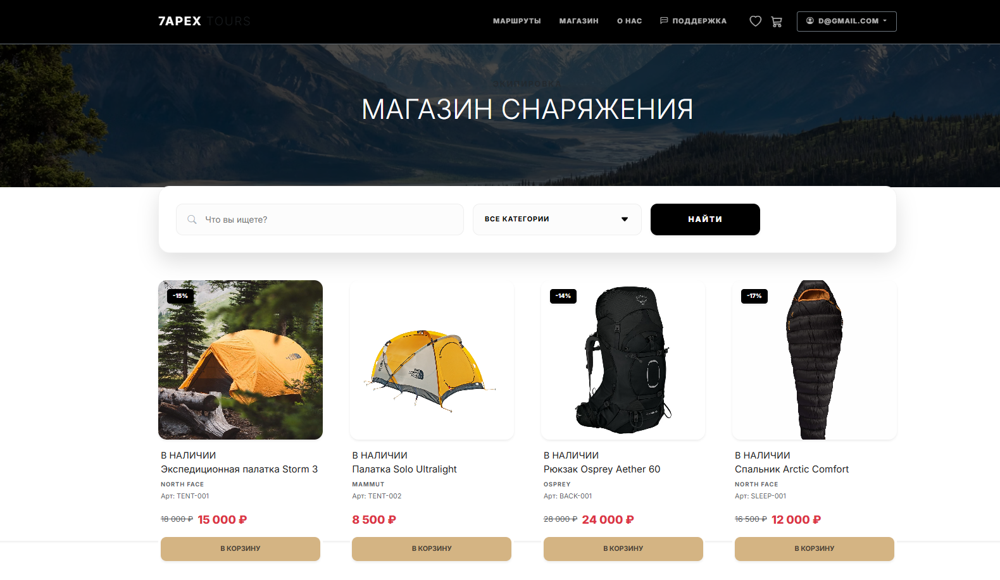 7APEX TOURS
МАРШРУТЫ
МАГАЗИН
О НАС
ПОДДЕРЖКА
D@GMAIL.COM
ЭКИПИРОВКА
МАГАЗИН СНАРЯЖЕНИЯ
Что вы ищете?
ВСЕ КАТЕГОРИИ
НАЙТИ
-15%
В НАЛИЧИИ
Экспедиционная палатка Storm 3
NORTH FACE
Арт: TENT-001
18 000 ₽ 15 000 ₽
В КОРЗИНУ
В НАЛИЧИИ
Палатка Solo Ultralight
MAMMUT
Арт: TENT-002
8 500 ₽
В КОРЗИНУ
-14%
В НАЛИЧИИ
Рюкзак Osprey Aether 60
OSPREY
Арт: BACK-001
28 000 ₽ 24 000 ₽
В КОРЗИНУ
-17%
В НАЛИЧИИ
Спальник Arctic Comfort
NORTH FACE
Арт: SLEEP-001
16 500 ₽ 12 000 ₽
В КОРЗИНУ